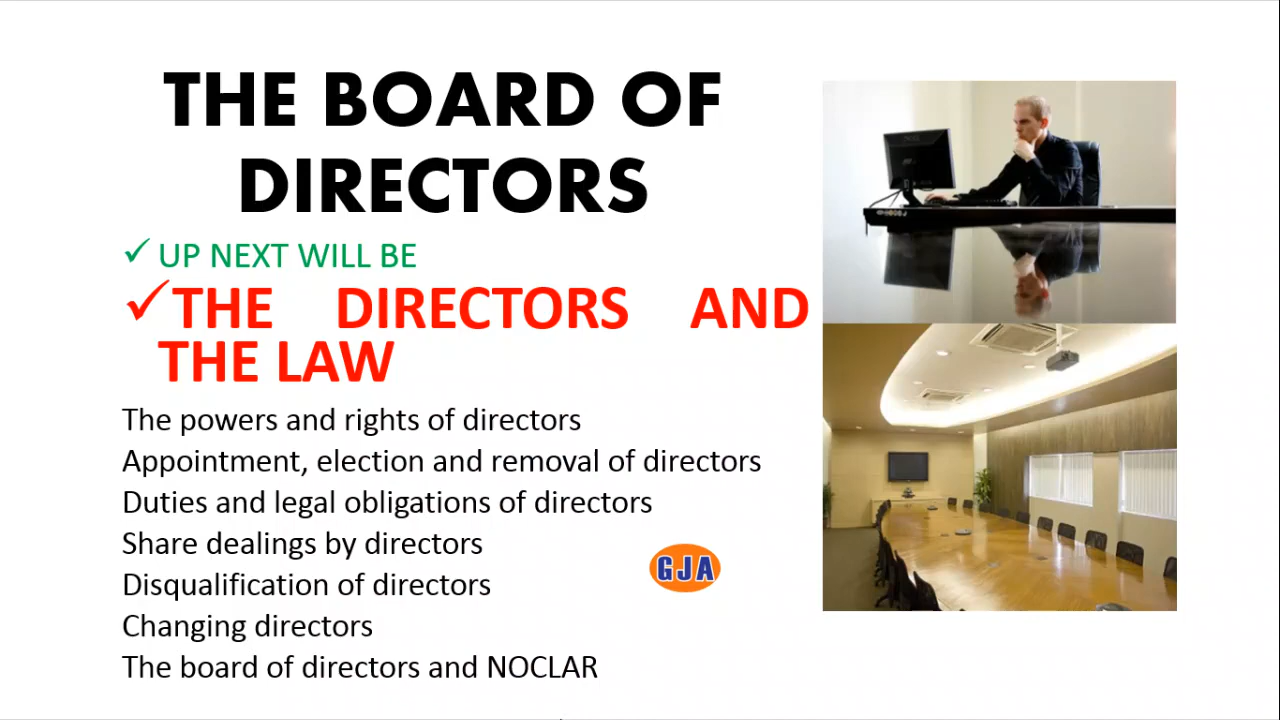 THE BOARD OF
DIRECTORS
✓ UP NEXT WILL BE
✓THE DIRECTORS AND
THE LAW
The powers and rights of directors
Appointment, election and removal of directors
Duties and legal obligations of directors
Share dealings by directors
GJA
Disqualification of directors
Changing directors
The board of directors and NOCLAR